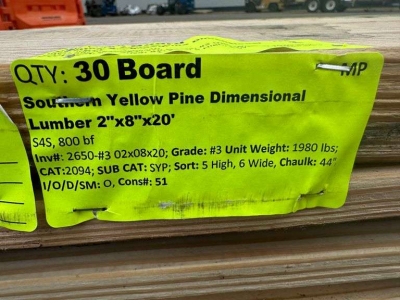 QTY: 30 Board MP
Southern Yellow Pine Dimensional
Lumber 2"x8"x20'
S4S, 800 bf
Inv#: 2650-#3 02x08x20; Grade: #3 Unit Weight: 1980 lbs;
CAT:2094; SUB CAT: SYP; Sort: 5 High, 6 Wide, Chaulk: 44"
I/O/D/SM: O, Cons#: 51